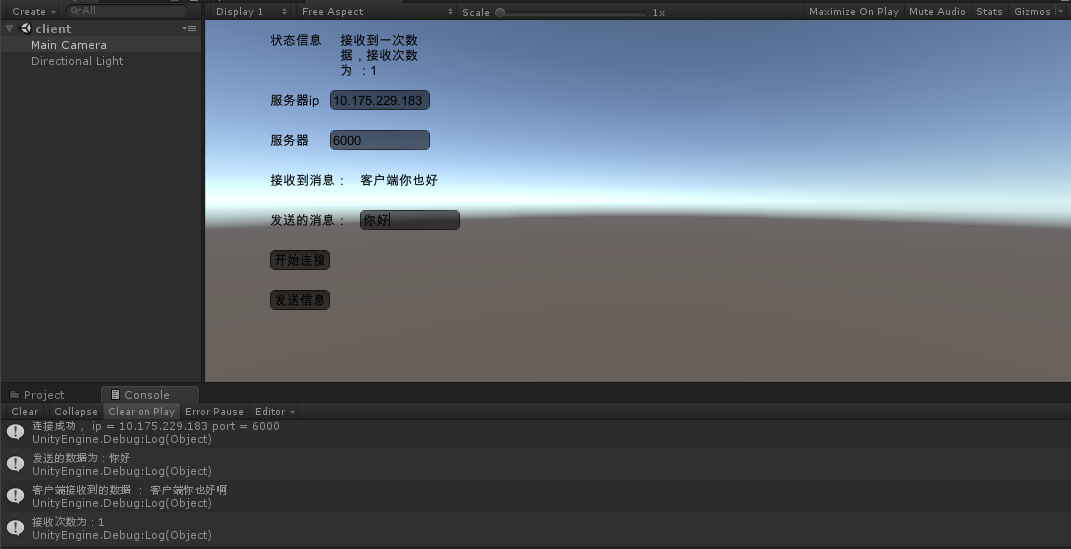 Create
All
Display 1
Free Aspect
Scale
1x
Maximize On Play
Mute Audio
Stats
Gizmos
client
Main Camera
Directional Light
状态信息
接收到一次数
据，接收次数
为 ：1
服务器ip
10.175.229.183
服务器
6000
接收到消息：
客户端你也好
发送的消息：
你好
开始连接
发送信息
Project
Console
Clear
Collapse
Clear on Play
Error Pause
Editor
连接成功， ip = 10.175.229.183 port = 6000
UnityEngine.Debug:Log(Object)
发送的数据为：你好
UnityEngine.Debug:Log(Object)
客户端接收到的数据 ： 客户端你也好啊
UnityEngine.Debug:Log(Object)
接收次数为：1
UnityEngine.Debug:Log(Object)